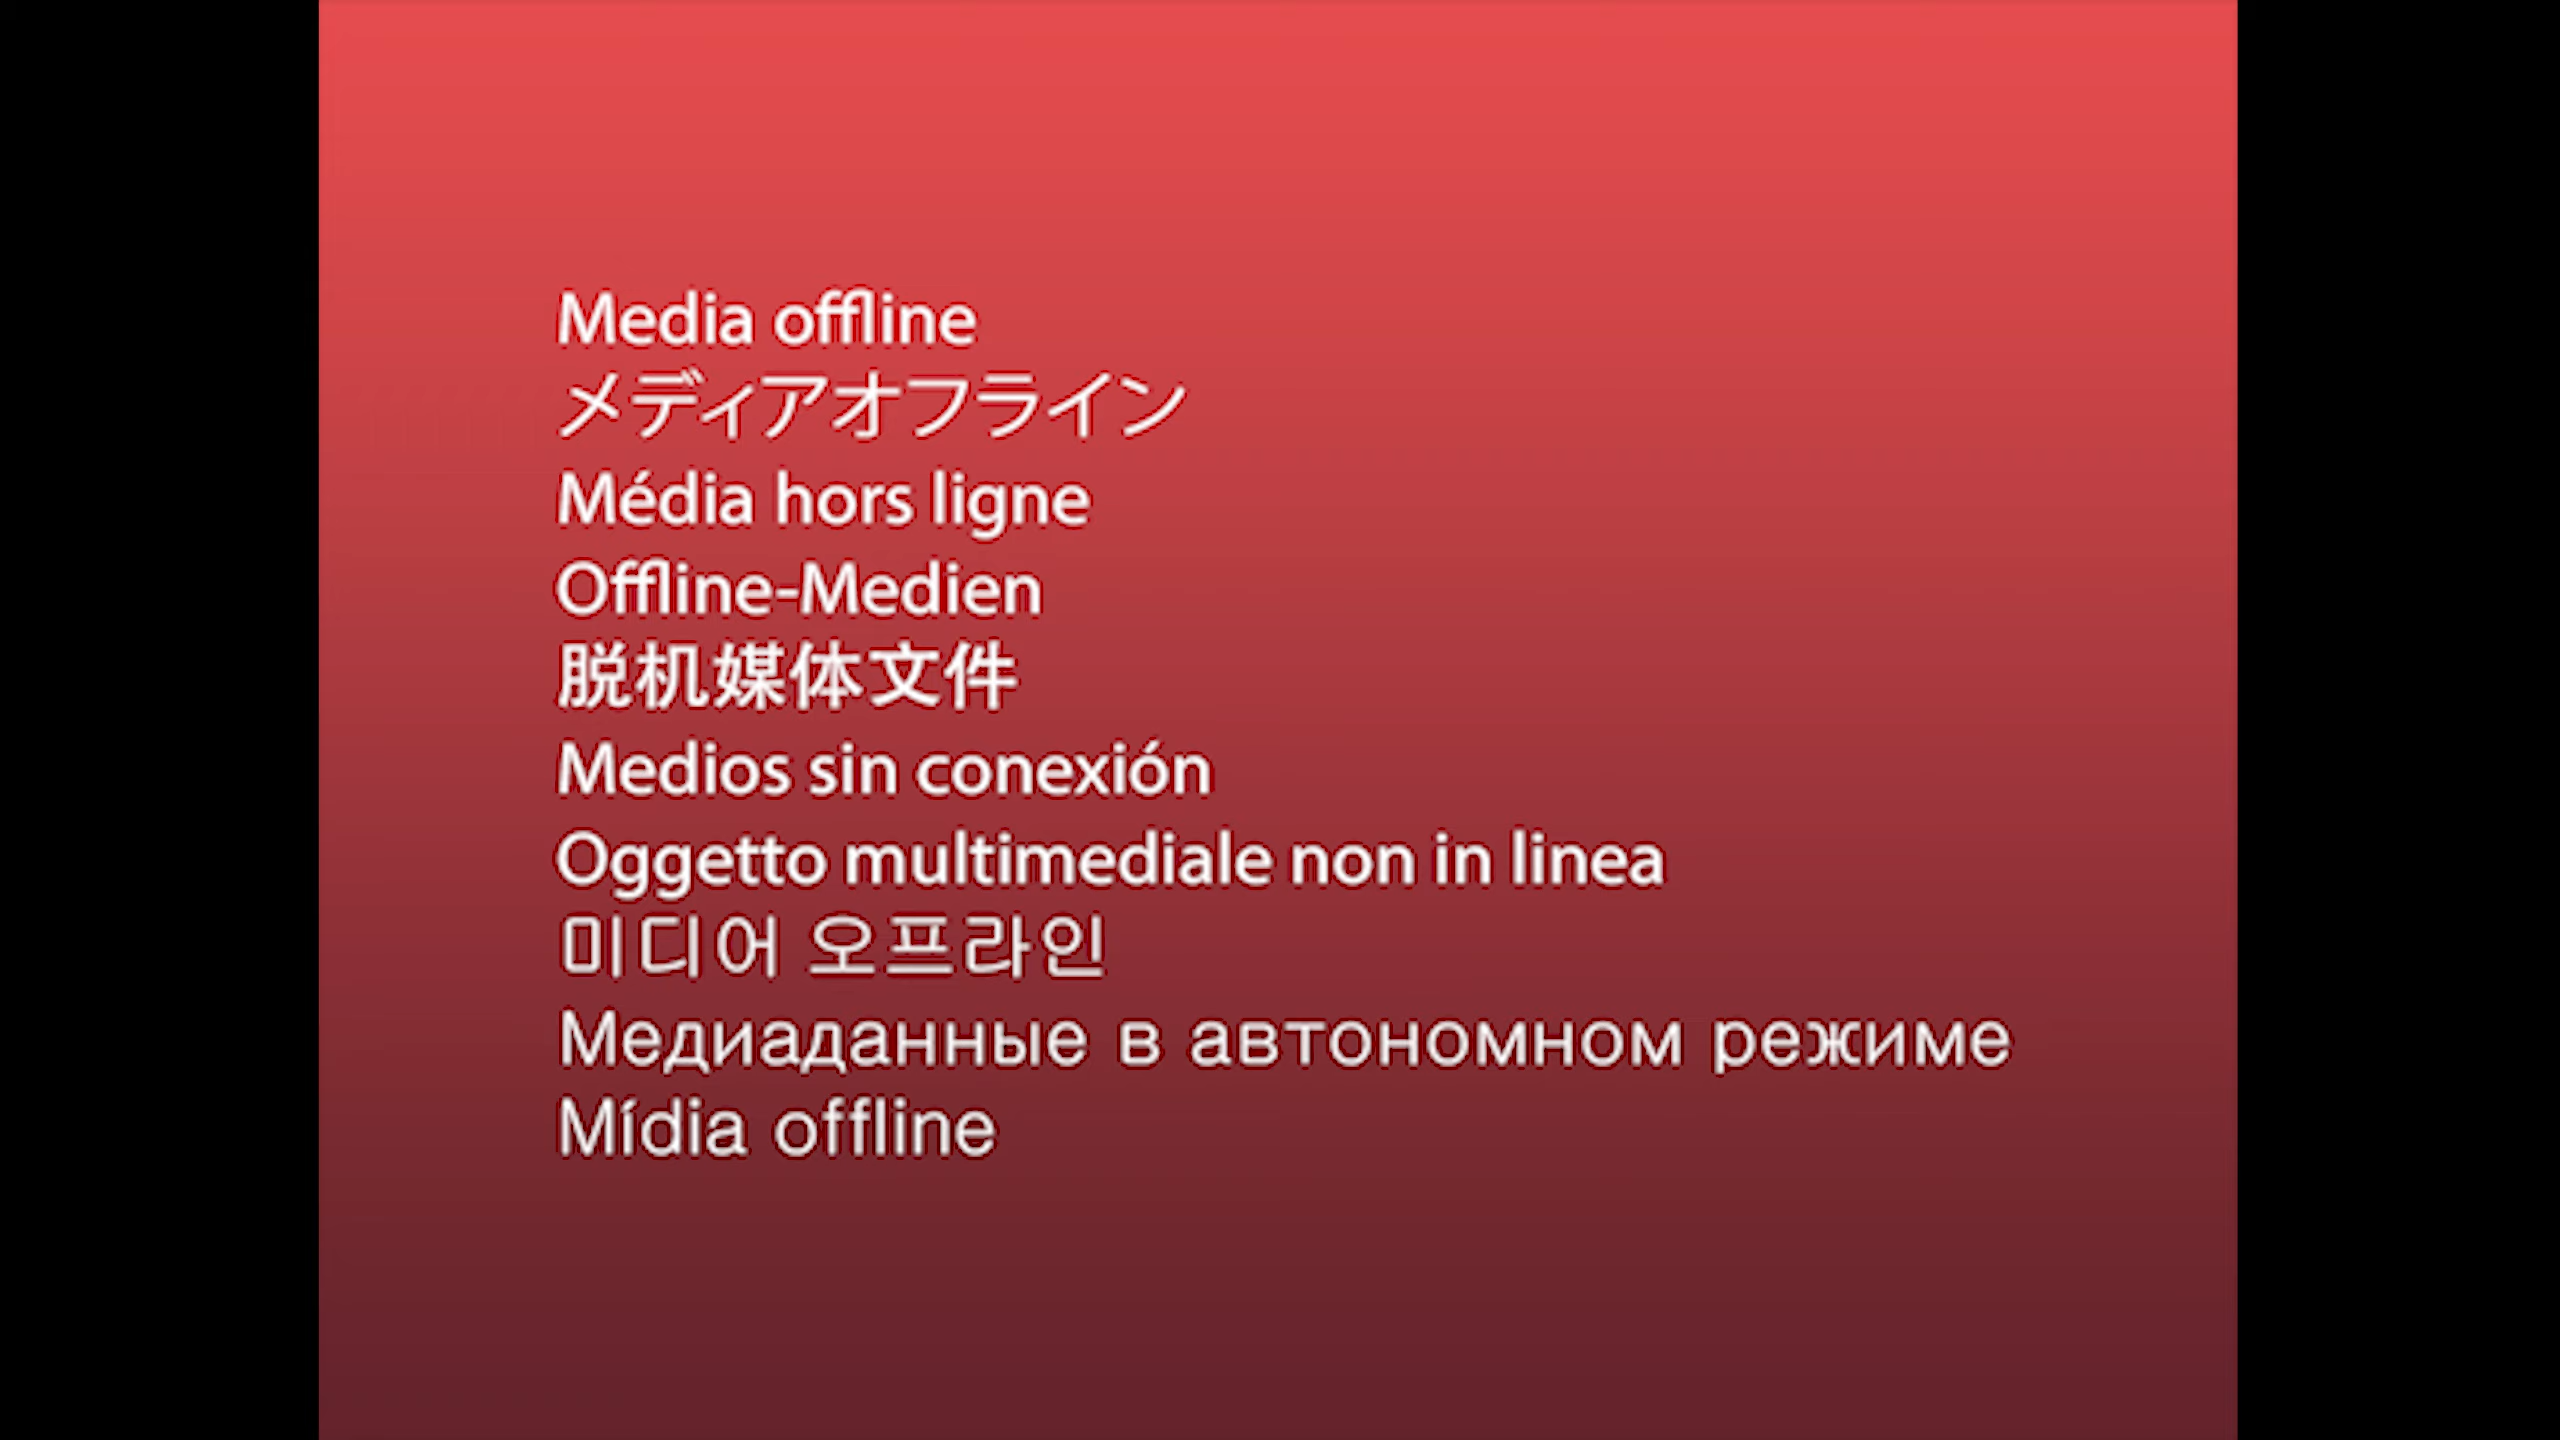 Media offline
メディアオフライン
Média hors ligne
Offline-Medien
脱机媒体文件
Medios sin conexión
Oggetto multimediale non in linea
미디어 오프라인
Медиаданные в автономном режиме
Mídia offline